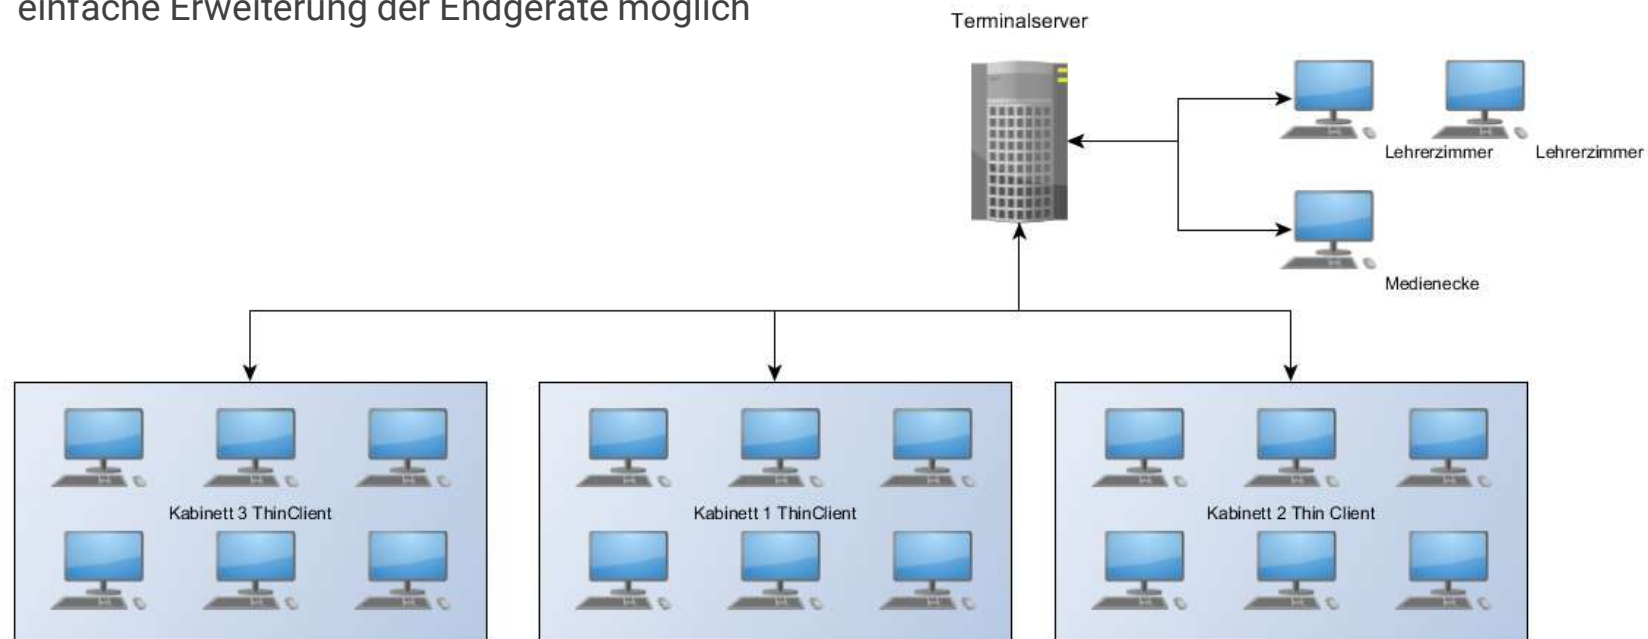 einfache Erweiterung der Endgeräte möglich
Terminalserver
Lehrerzimmer
Lehrerzimmer
Medienecke
Kabinett 3 ThinClient
Kabinett 1 ThinClient
Kabinett 2 Thin Client